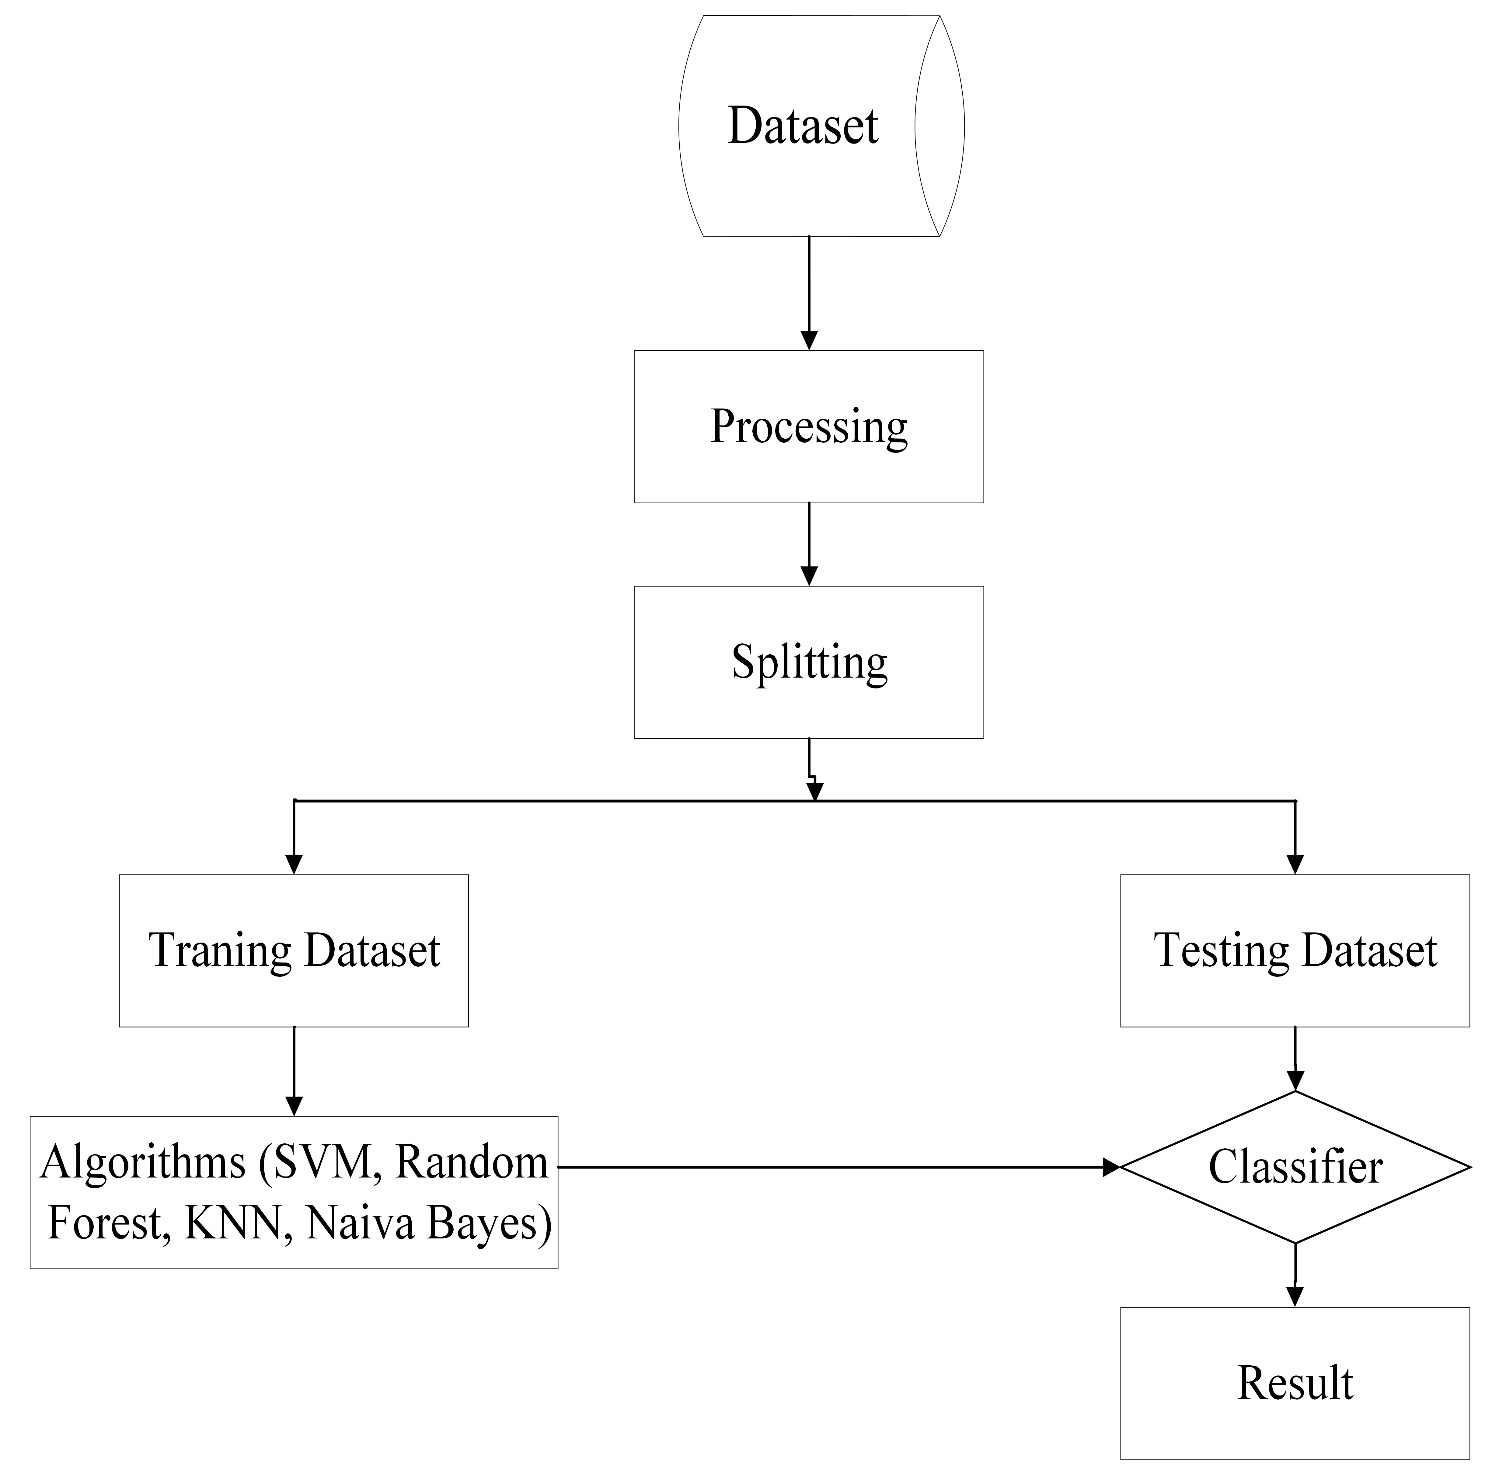 Dataset
Processing
Splitting
Traning Dataset
Testing Dataset
Algorithms (SVM, Random
Forest, KNN, Naiva Bayes)
Classifier
Result